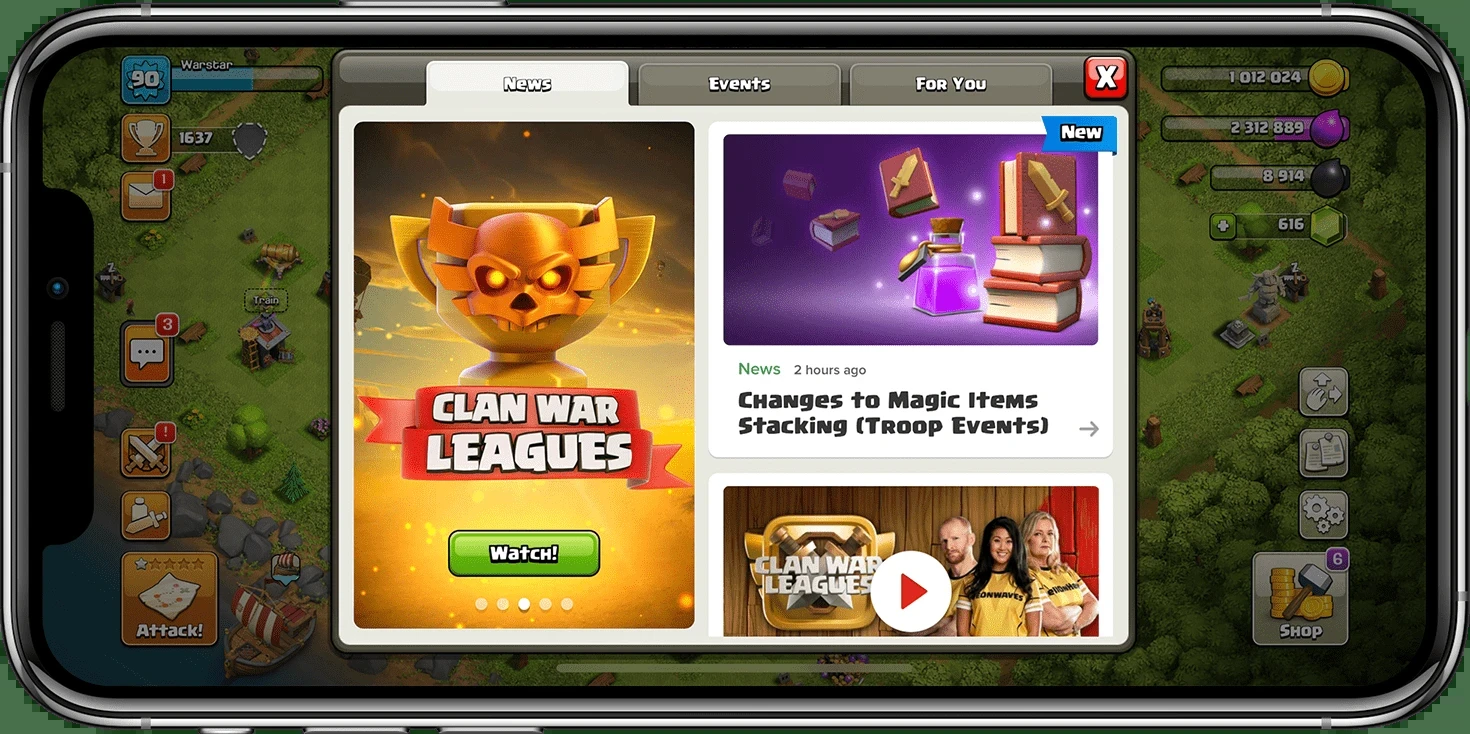 90
Warstar
1637
1
z
Train
3
!
Attack!
News
Events
For You
X
CLAN WAR
LEAGUES
Watch!
New
News 2 hours ago
Changes to Magic Items
Stacking (Troop Events)
CLAN WAR
LEAGUES
1 012 024
2 312 889
8 914
616
z
6
Shop